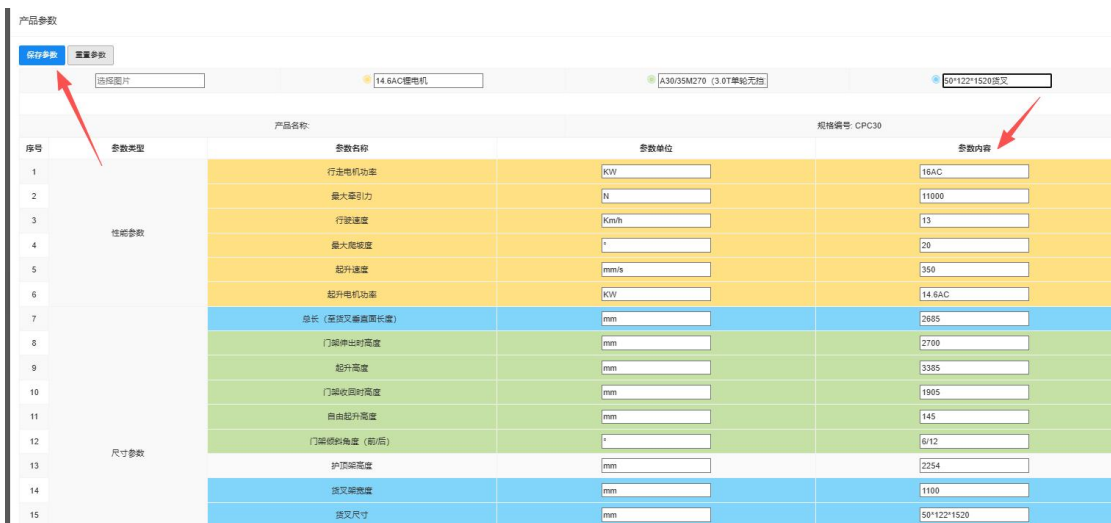 产品参数
保存参数 重置参数
选择图片 14.6AC锂电机 A30/35M270（3.0T单轮无挡 50*122*1520货叉
产品名称: 规格编号: CPC30
序号 参数类型 参数名称 参数单位 参数内容
1 行走电机功率 KW 16AC
2 最大牵引力 N 11000
3 行驶速度 Km/h 13
性能参数
4 最大爬坡度 ° 20
5 起升速度 mm/s 350
6 起升电机功率 KW 14.6AC
7 总长（至货叉垂直面长度） mm 2685
8 门架伸出时高度 mm 2700
9 起升高度 mm 3385
10 门架收回时高度 mm 1905
11 自由起升高度 mm 145
12 门架倾斜角度（前/后） ° 6/12
尺寸参数
13 护顶架高度 mm 2254
14 货叉架宽度 mm 1100
15 货叉尺寸 mm 50*122*1520